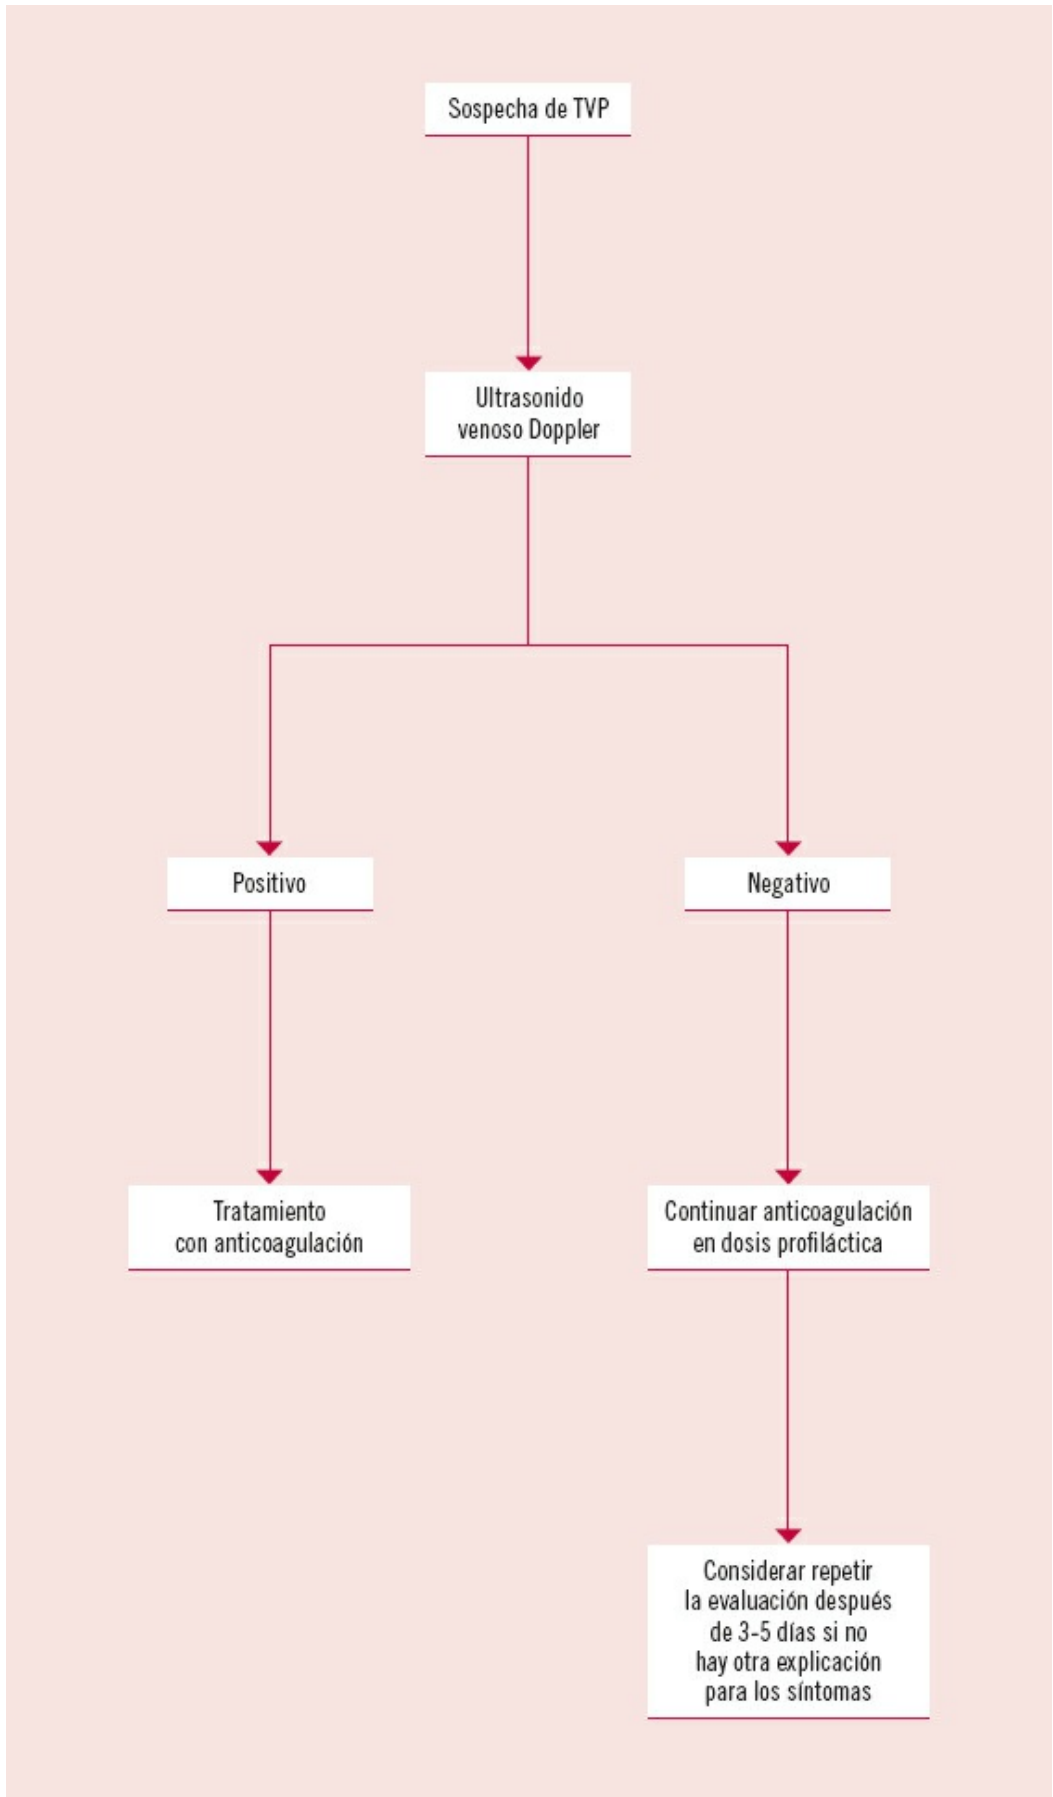 Sospecha de TVP
Ultrasonido
venoso Doppler
Positivo
Negativo
Tratamiento
con anticoagulación
Continuar anticoagulación
en dosis profiláctica
Considerar repetir
la evaluación después
de 3-5 días si no
hay otra explicación
para los síntomas